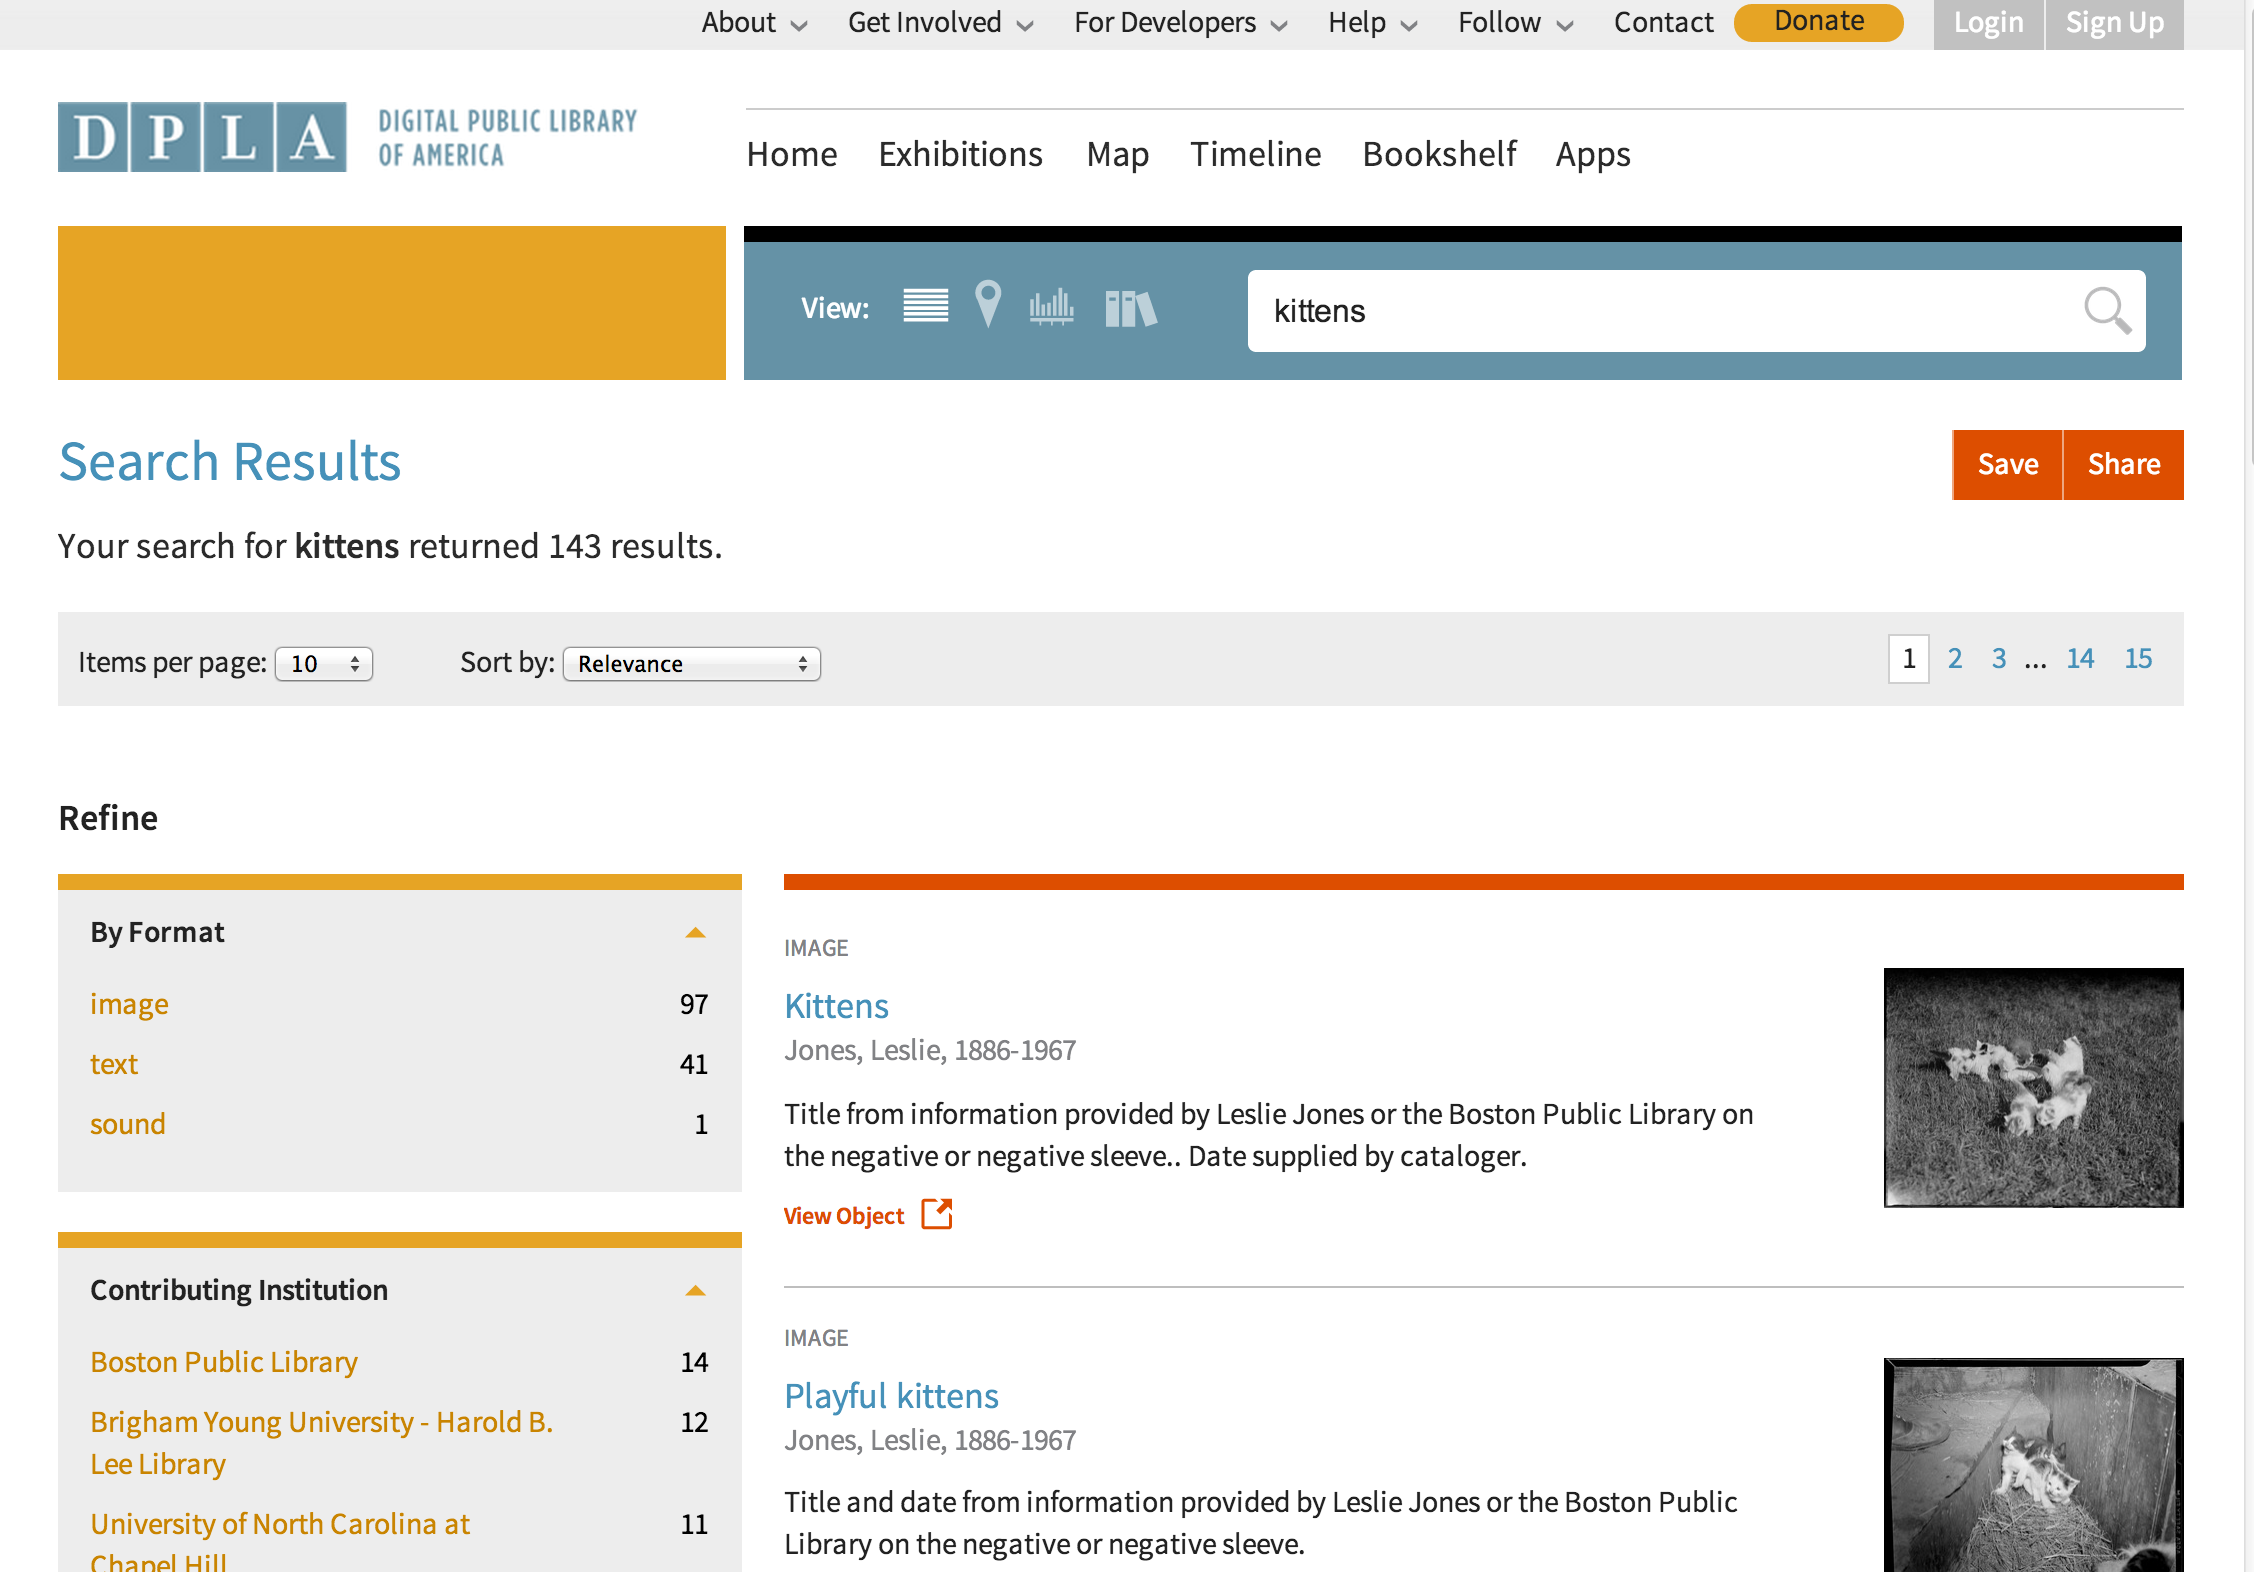 About Get Involved For Developers Help Follow Contact Donate Login Sign Up
DPLA DIGITAL PUBLIC LIBRARY
OF AMERICA
Home Exhibitions Map Timeline Bookshelf Apps
View: kittens
Search Results
Save Share
Your search for kittens returned 143 results.
Items per page: 10 Sort by: Relevance 1 2 3 ... 14 15
Refine
By Format
image 97
text 41
sound 1
Contributing Institution
Boston Public Library 14
Brigham Young University - Harold B. 12
Lee Library
University of North Carolina at 11
Chapel Hill
IMAGE
Kittens
Jones, Leslie, 1886-1967
Title from information provided by Leslie Jones or the Boston Public Library on
the negative or negative sleeve.. Date supplied by cataloger.
View Object
IMAGE
Playful kittens
Jones, Leslie, 1886-1967
Title and date from information provided by Leslie Jones or the Boston Public
Library on the negative or negative sleeve.